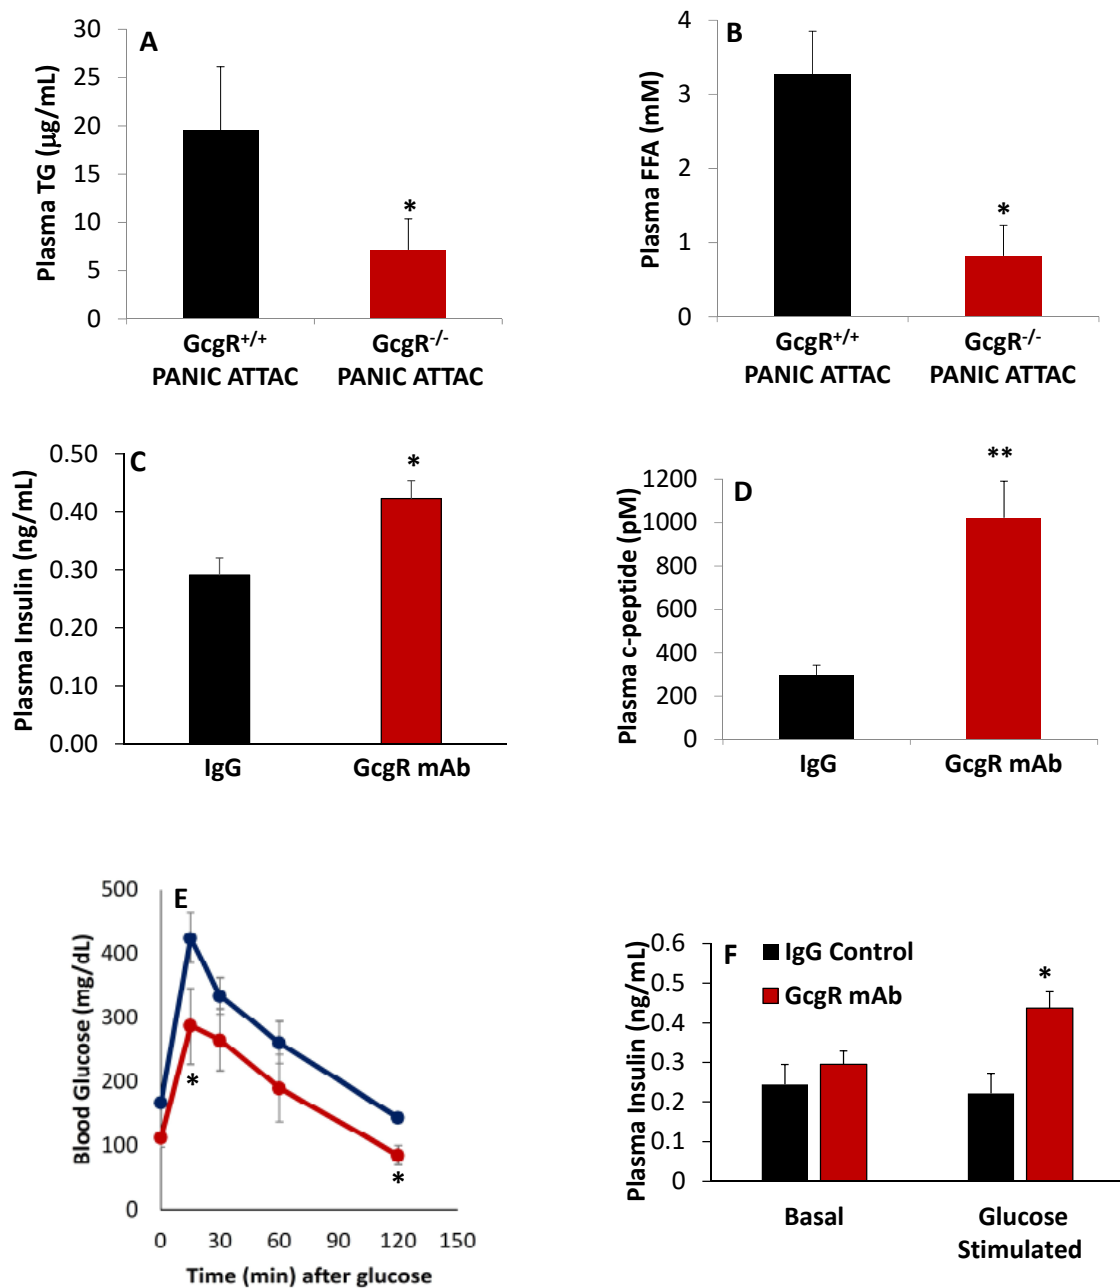 A
Plasma TG (μg/mL)
30
25
20
15
10
5
0
*
GcgR+/+
PANIC ATTAC
GcgR-/-
PANIC ATTAC
B
Plasma FFA (mM)
4
3
2
1
0
*
GcgR+/+
PANIC ATTAC
GcgR-/-
PANIC ATTAC
C
Plasma Insulin (ng/mL)
0.50
0.40
0.30
0.20
0.10
0.00
*
IgG
GcgR mAb
D
Plasma c-peptide (pM)
1200
1000
800
600
400
200
0
**
IgG
GcgR mAb
E
Blood Glucose (mg/dL)
500
400
300
200
100
0
*
*
0 30 60 90 120 150
Time (min) after glucose
F
Plasma Insulin (ng/mL)
0.6
0.5
0.4
0.3
0.2
0.1
0
IgG Control
GcgR mAb
*
Basal
Glucose
Stimulated